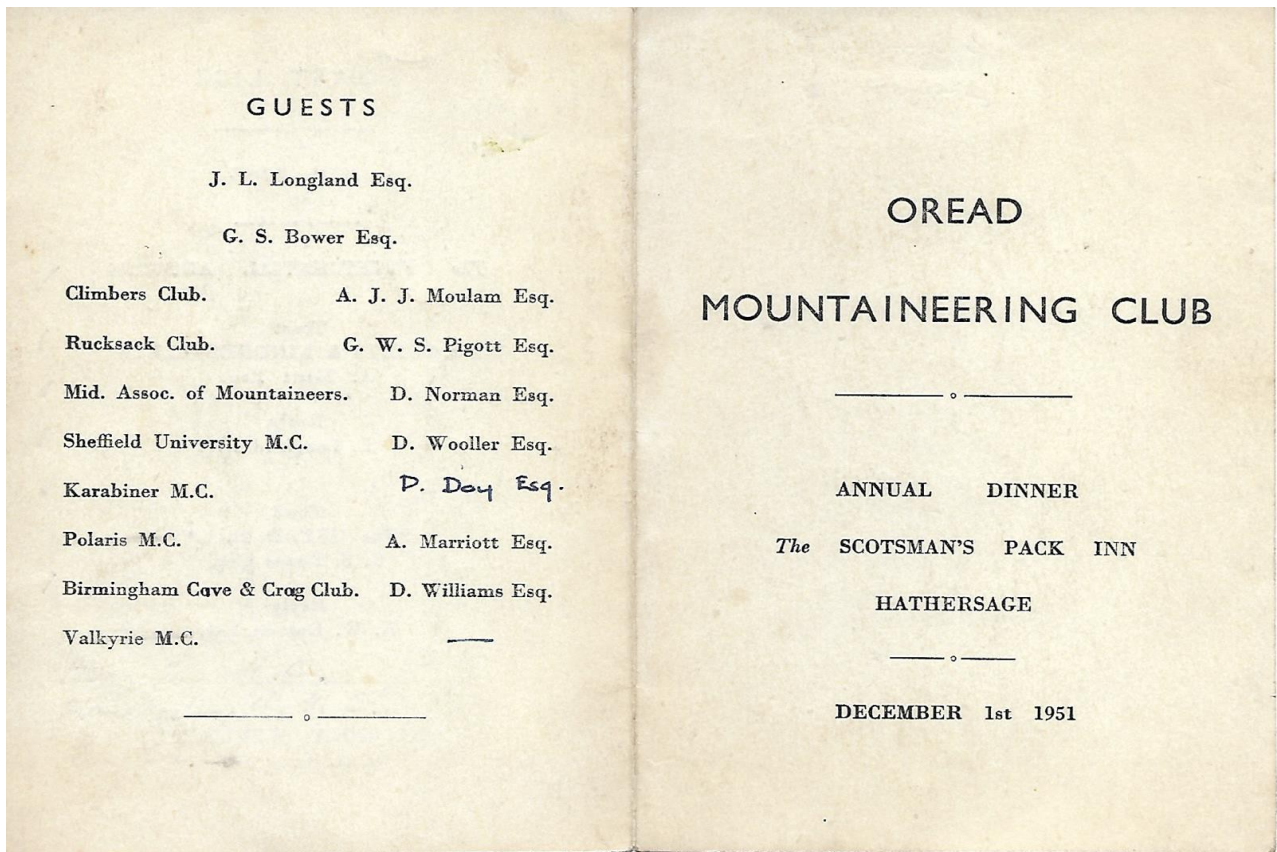 GUESTS
J. L. Longland Esq.
G. S. Bower Esq.
Climbers Club. A. J. J. Moulam Esq.
Rucksack Club. G. W. S. Pigott Esq.
Mid. Assoc. of Mountaineers. D. Norman Esq.
Sheffield University M.C. D. Wooller Esq.
Karabiner M.C. D. Day Esq.
Polaris M.C. A. Marriott Esq.
Birmingham Cave & Crag Club. D. Williams Esq.
Valkyrie M.C. —
OREAD
MOUNTAINEERING CLUB
ANNUAL DINNER
The SCOTSMAN'S PACK INN
HATHERSAGE
DECEMBER 1st 1951